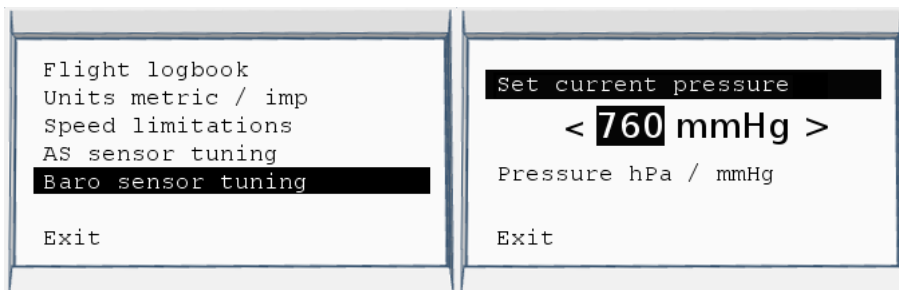 Flight logbook
Units metric / imp
Speed limitations
AS sensor tuning
Baro sensor tuning
Exit
Set current pressure
< 760 mmHg >
Pressure hPa / mmHg
Exit